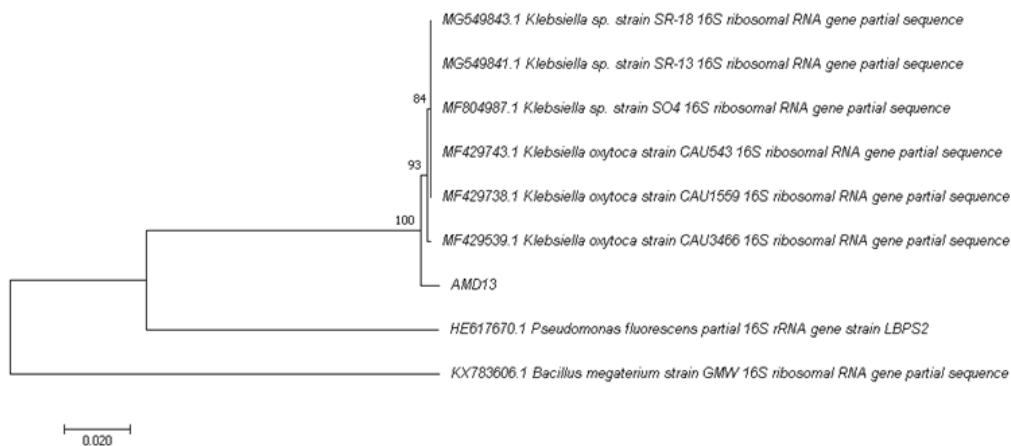 MG549843.1 Klebsiella sp. strain SR-18 16S ribosomal RNA gene partial sequence
MG549841.1 Klebsiella sp. strain SR-13 16S ribosomal RNA gene partial sequence
84
MF804987.1 Klebsiella sp. strain SO4 16S ribosomal RNA gene partial sequence
MF429743.1 Klebsiella oxytoca strain CAU543 16S ribosomal RNA gene partial sequence
93
MF429738.1 Klebsiella oxytoca strain CAU1559 16S ribosomal RNA gene partial sequence
100
MF429539.1 Klebsiella oxytoca strain CAU3466 16S ribosomal RNA gene partial sequence
AMD13
HE617670.1 Pseudomonas fluorescens partial 16S rRNA gene strain LBPS2
KX783606.1 Bacillus megaterium strain GMW 16S ribosomal RNA gene partial sequence
0.020